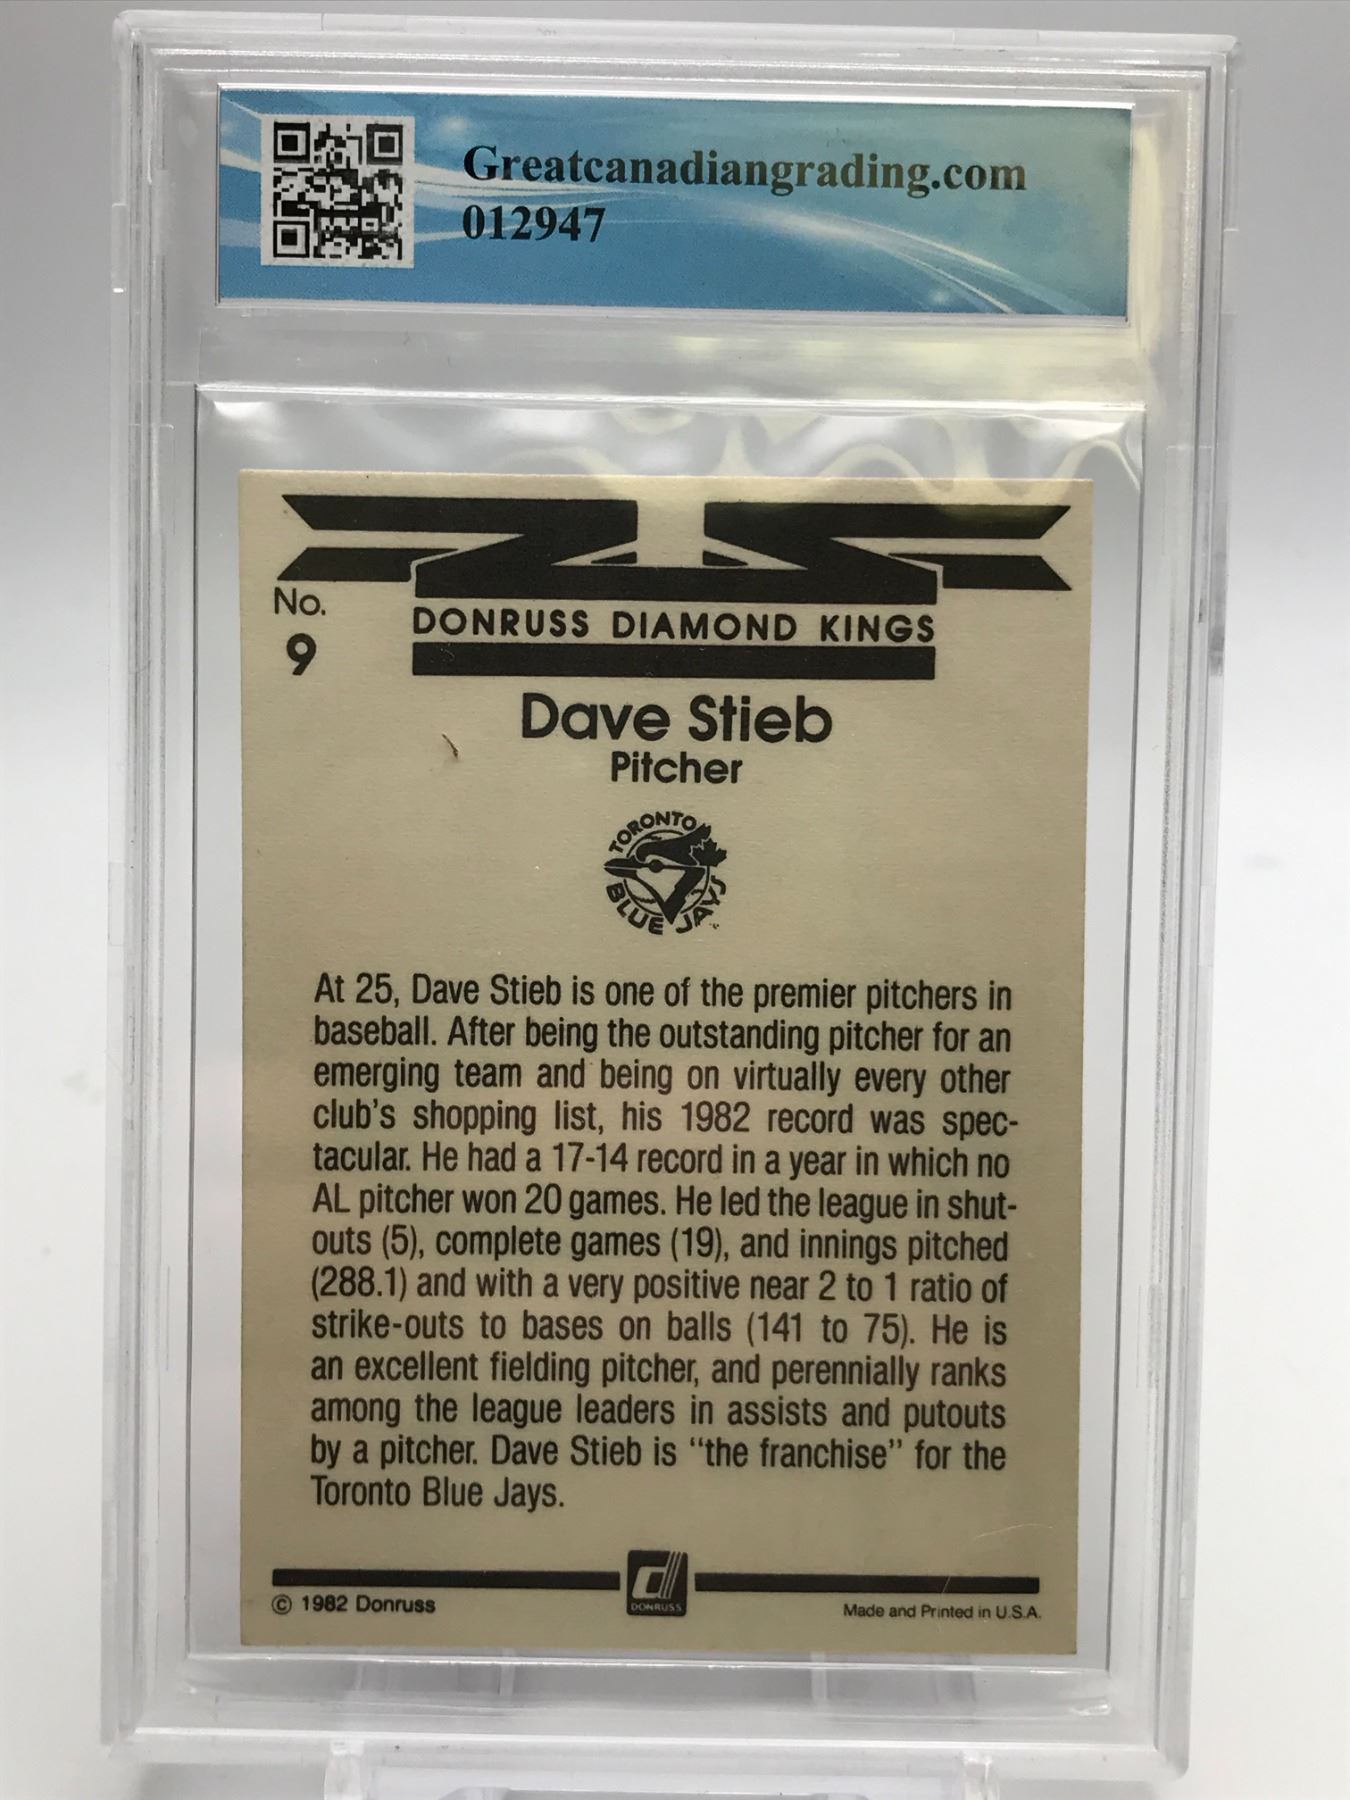 Greatcanadiangrading.com
012947
No.
9
DONRUSS DIAMOND KINGS
Dave Stieb
Pitcher
TORONTO
BLUE JAYS
At 25, Dave Stieb is one of the premier pitchers in
baseball. After being the outstanding pitcher for an
emerging team and being on virtually every other
club's shopping list, his 1982 record was spec-
tacular. He had a 17-14 record in a year in which no
AL pitcher won 20 games. He led the league in shut-
outs (5), complete games (19), and innings pitched
(288.1) and with a very positive near 2 to 1 ratio of
strike-outs to bases on balls (141 to 75). He is
an excellent fielding pitcher, and perennially ranks
among the league leaders in assists and putouts
by a pitcher. Dave Stieb is "the franchise" for the
Toronto Blue Jays.
DONRUSS
© 1982 Donruss
Made and Printed in U.S.A.